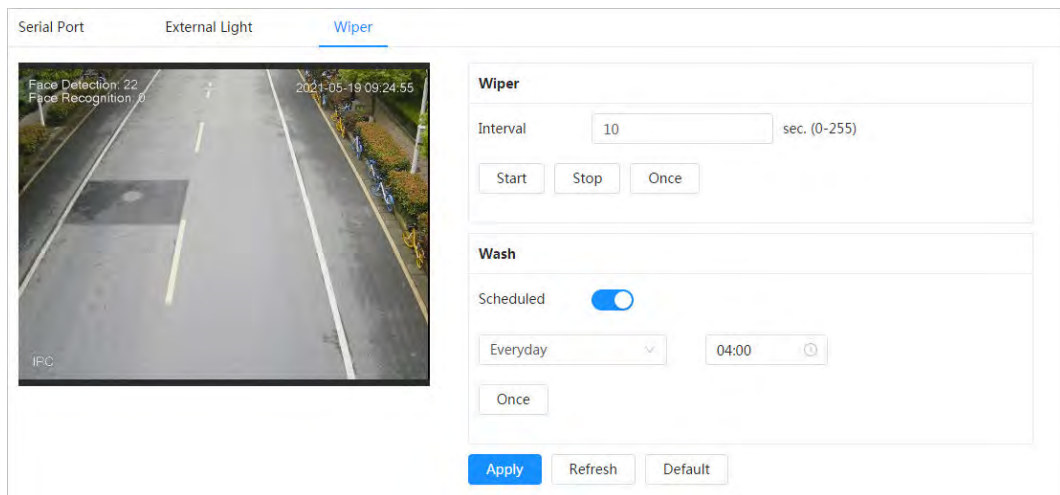 Serial Port External Light Wiper
Face Detection: 22
Face Recognition: 0
2021-05-19 09:24:55
IPC
Wiper
Interval 10 sec. (0-255)
Start Stop Once
Wash
Scheduled
Everyday 04:00
Once
Apply Refresh Default